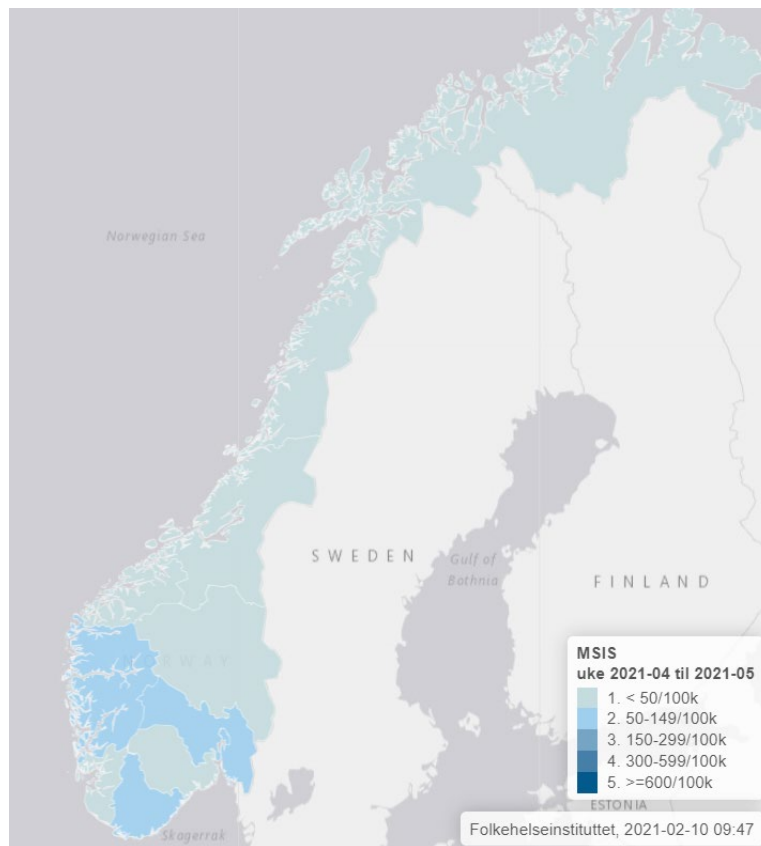 Norwegian Sea
SWEDEN
Gulf of
Bothnia
FINLAND
NORWAY
MSIS
uke 2021-04 til 2021-05
1. < 50/100k
2. 50-149/100k
3. 150-299/100k
4. 300-599/100k
5. >=600/100k
ESTONIA
Skagerrak
Folkehelseinstituttet, 2021-02-10 09:47